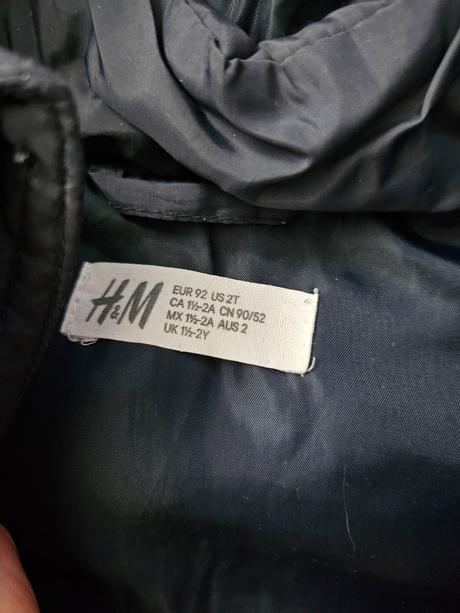 H&M
EUR 92 US 2T
CA 1½-2A CN 90/52
MX 1½-2A AUS 2
UK 1½-2Y